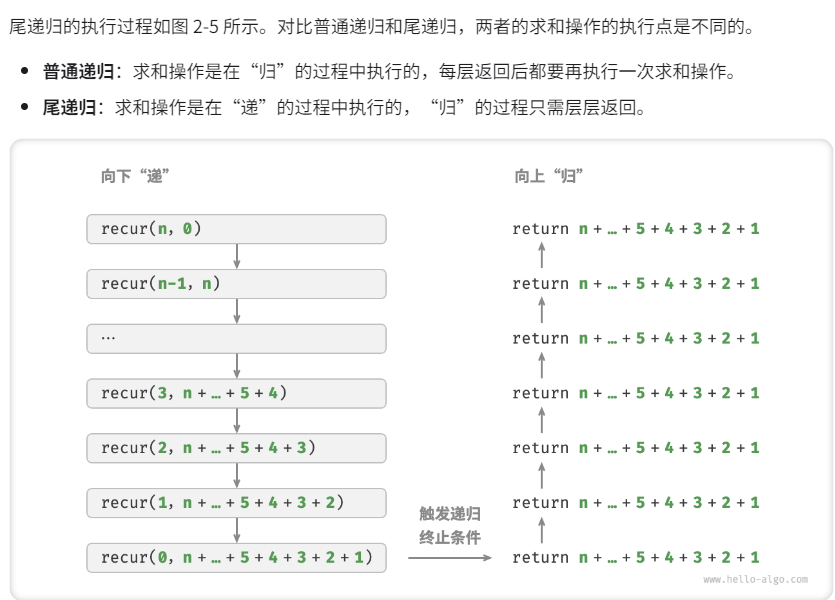 尾递归的执行过程如图 2-5 所示。对比普通递归和尾递归，两者的求和操作的执行点是不同的。
普通递归：求和操作是在“归”的过程中执行的，每层返回后都要再执行一次求和操作。
尾递归：求和操作是在“递”的过程中执行的，“归”的过程只需层层返回。
向下“递”
recur(n, 0)
recur(n-1, n)
…
recur(3, n + … + 5 + 4)
recur(2, n + … + 5 + 4 + 3)
recur(1, n + … + 5 + 4 + 3 + 2)
recur(0, n + … + 5 + 4 + 3 + 2 + 1)
触发递归
终止条件
向上“归”
return n + … + 5 + 4 + 3 + 2 + 1
return n + … + 5 + 4 + 3 + 2 + 1
return n + … + 5 + 4 + 3 + 2 + 1
return n + … + 5 + 4 + 3 + 2 + 1
return n + … + 5 + 4 + 3 + 2 + 1
return n + … + 5 + 4 + 3 + 2 + 1
return n + … + 5 + 4 + 3 + 2 + 1
www.hello-algo.com